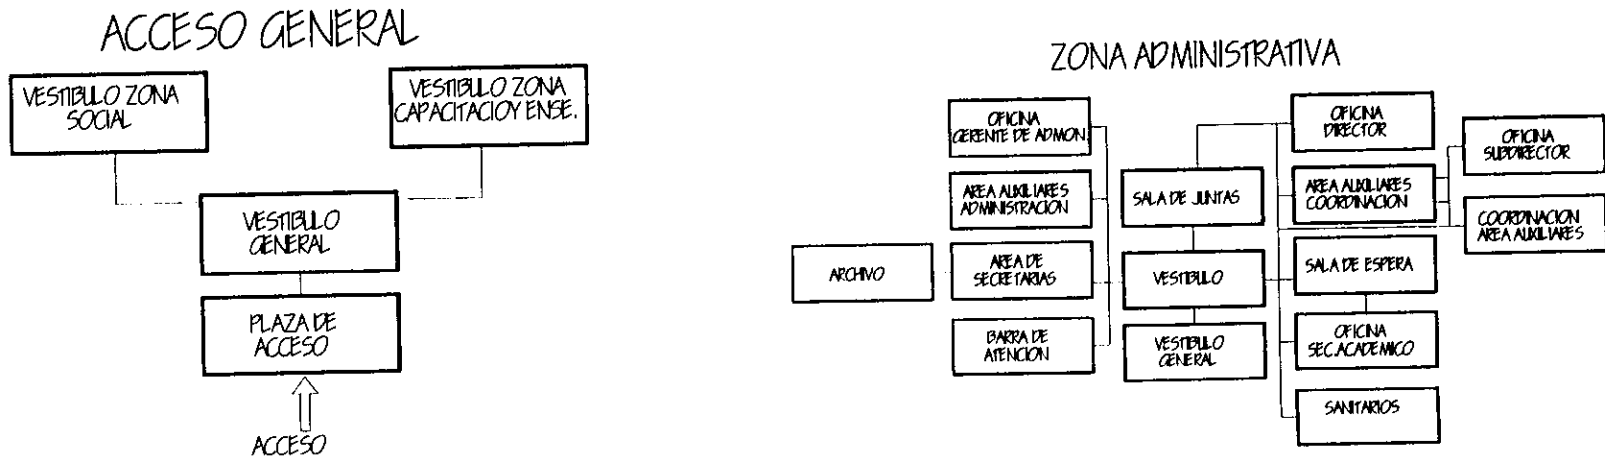 ACCESO GENERAL
VESTIBULO ZONA
SOCIAL
VESTIBULO ZONA
CAPACITACIOY ENSE.
VESTIBULO
GENERAL
PLAZA DE
ACCESO
ACCESO
ZONA ADMINISTRATIVA
OFICINA
GERENTE DE ADMON
AREA AUXILIARES
ADMINISTRACION
ARCHIVO
AREA DE
SECRETARIAS
BARRA DE
ATENCION
SALA DE JUNTAS
VESTIBULO
VESTIBULO
GENERAL
OFICINA
DIRECTOR
AREA AUXILIARES
COORDINACION
SALA DE ESPERA
OFICINA
SEC.ACADEMICO
SANITARIOS
OFICINA
SUBDIRECTOR
COORDINACION
AREA AUXILIARES